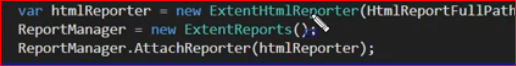 var htmlReporter = new ExtentHtmlReporter(HtmlReportFullPath
ReportManager = new ExtentReports();
ReportManager.AttachReporter(htmlReporter);